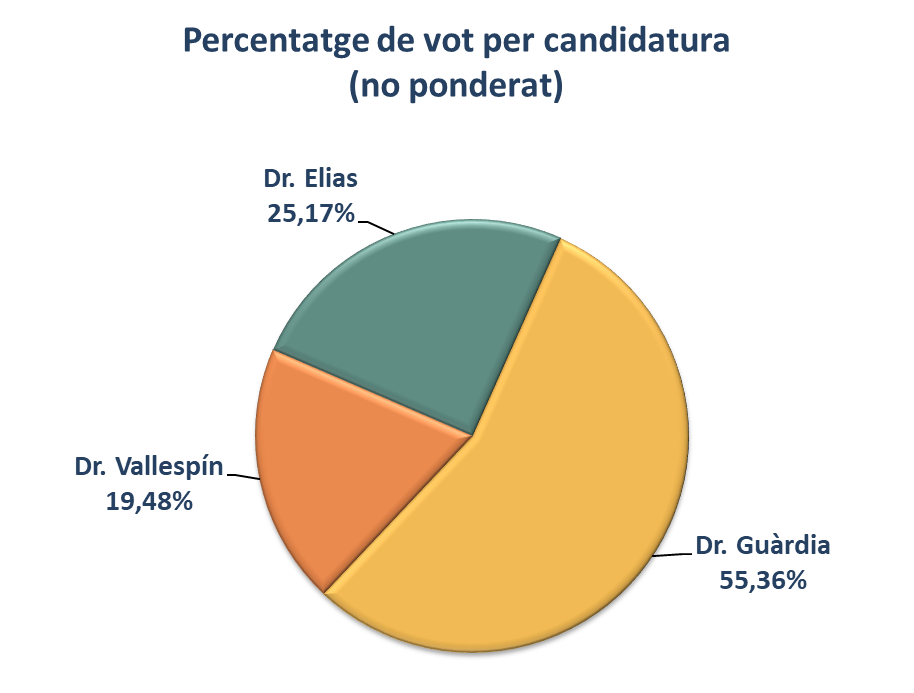 Percentatge de vot per candidatura
(no ponderat)
Dr. Elias
25,17%
Dr. Vallespín
19,48%
Dr. Guàrdia
55,36%